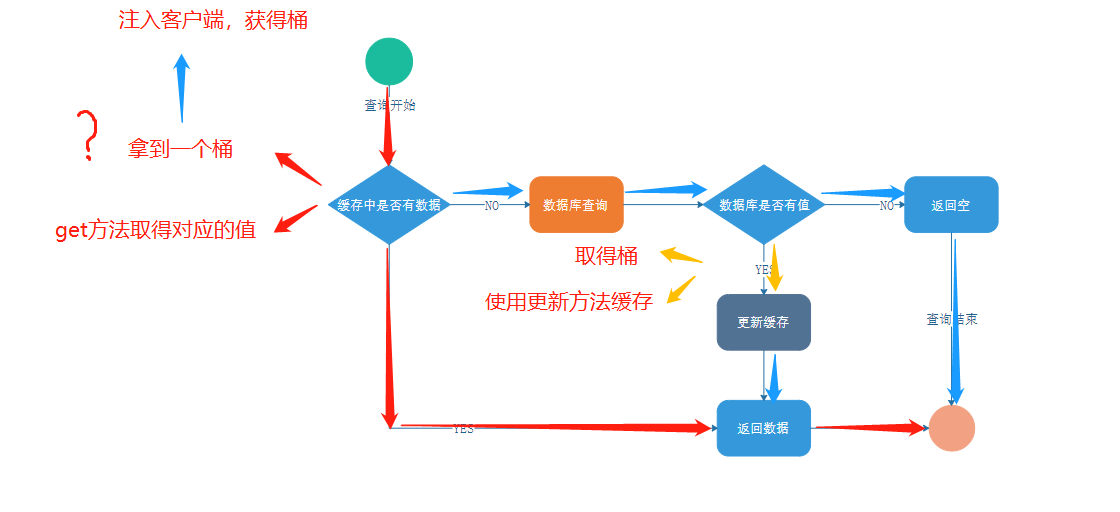 注入客户端，获得桶
查询开始
?
拿到一个桶
缓存中是否有数据
NO
数据库查询
数据库是否有值
NO
返回空
get方法取得对应的值
取得桶
YES
使用更新方法缓存
更新缓存
查询结束
YES
返回数据